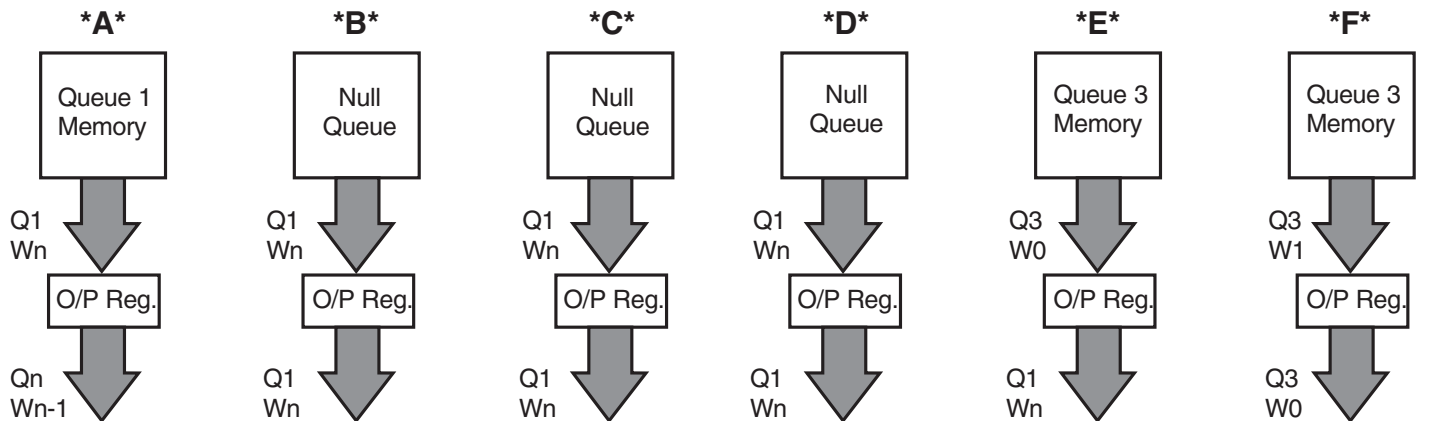 *A* *B* *C* *D* *E* *F*
Queue 1
Memory
Null
Queue
Null
Queue
Null
Queue
Queue 3
Memory
Queue 3
Memory
Q1
Wn
Q1
Wn
Q1
Wn
Q1
Wn
Q3
W0
Q3
W1
O/P Reg. O/P Reg. O/P Reg. O/P Reg. O/P Reg. O/P Reg.
Qn
Wn-1
Q1
Wn
Q1
Wn
Q1
Wn
Q1
Wn
Q3
W0